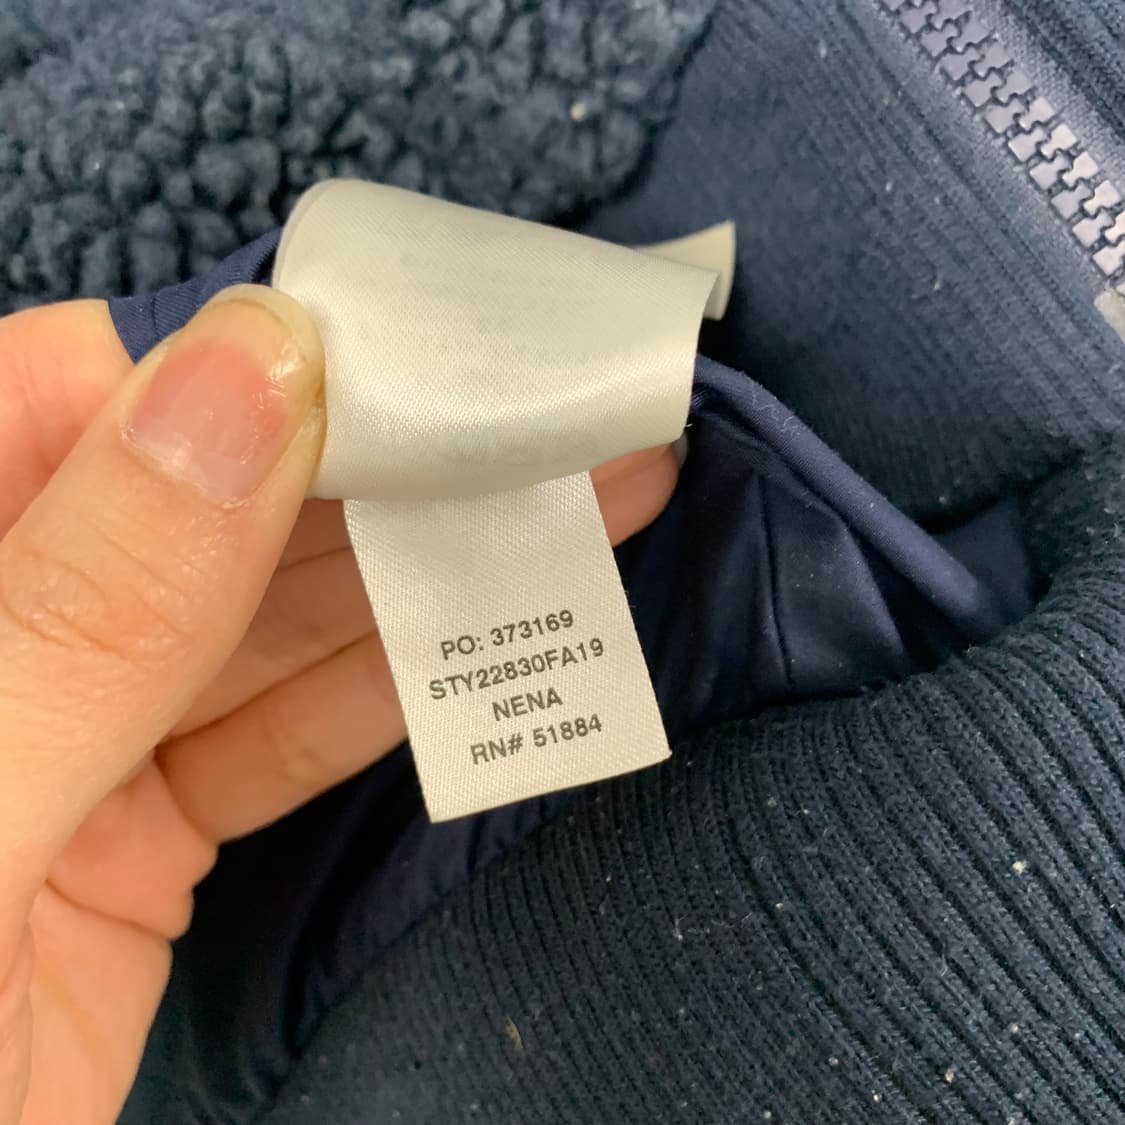 PO: 373169
STY22830FA19
NENA
RN# 51884